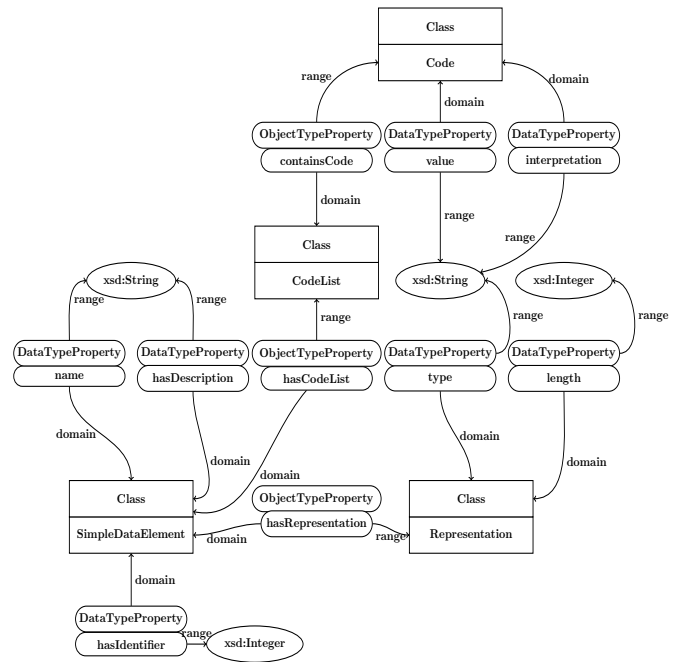 Class
Code
range
domain
domain
ObjectTypeProperty
containsCode
DataTypeProperty
value
DataTypeProperty
interpretation
domain
range
range
Class
CodeList
xsd:String
xsd:String
xsd:Integer
range
range
range
range
range
DataTypeProperty
name
DataTypeProperty
hasDescription
ObjectTypeProperty
hasCodeList
DataTypeProperty
type
DataTypeProperty
length
domain
domain
domain
domain
domain
Class
SimpleDataElement
ObjectTypeProperty
hasRepresentation
Class
Representation
domain
range
domain
DataTypeProperty
hasIdentifier
range
xsd:Integer